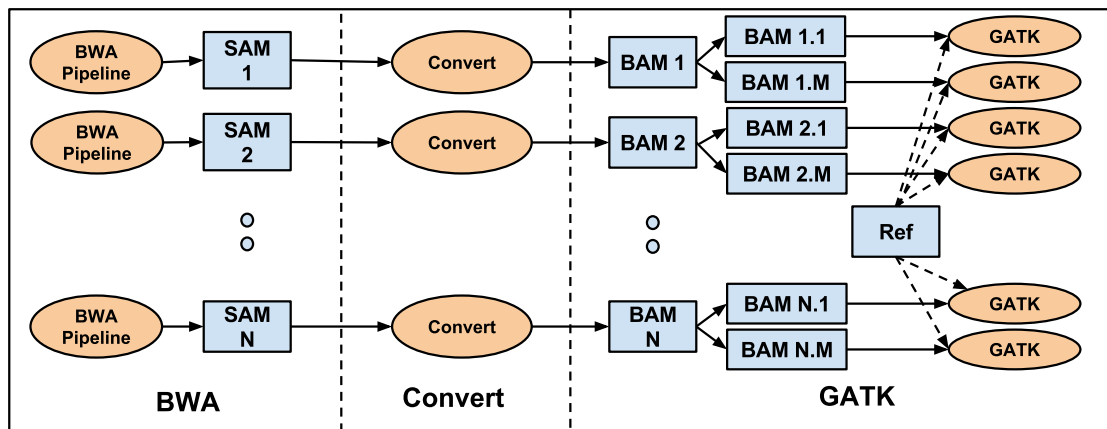 BWA
Pipeline
SAM
1
Convert
BAM 1
BAM 1.1
GATK
BAM 1.M
GATK
BWA
Pipeline
SAM
2
Convert
BAM 2
BAM 2.1
GATK
BAM 2.M
GATK
Ref
BWA
Pipeline
SAM
N
Convert
BAM
N
BAM N.1
GATK
BAM N.M
GATK
BWA
Convert
GATK